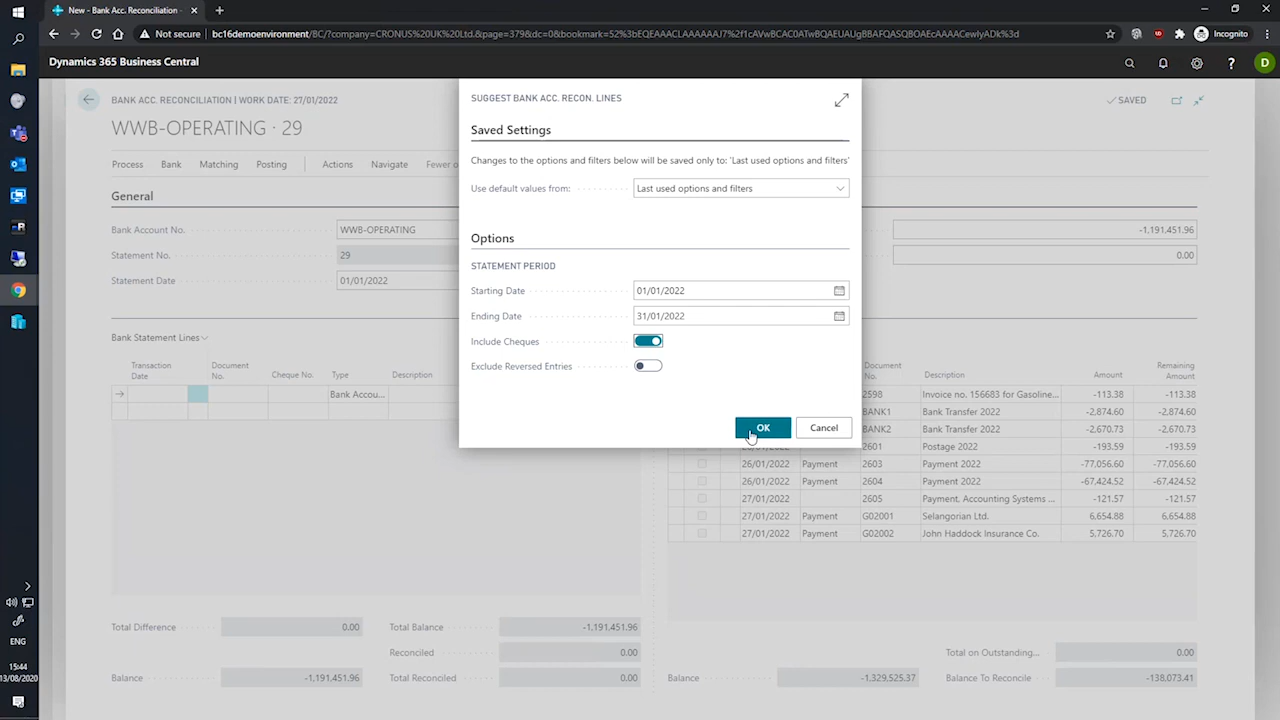 New - Bank Acc. Reconciliation -
Not secure
bc16demoenvironment/BC/?company=CRONUS%20UK%20Ltd.&page=379&dc=0&bookmark=52%3bEQEAACLAAAAAJ7%2f1cAVwBCAC0ATwBQAEUAUgBBAFQASQBOAEcAAAACewIyADk%3d
Incognito
Dynamics 365 Business Central
D
BANK ACC. RECONCILIATION | WORK DATE: 27/01/2022
SAVED
WWB-OPERATING · 29
Process Bank Matching Posting Actions Navigate Fewer o
General
Bank Account No. WWB-OPERATING -1,191,451.96
Statement No. 29 0.00
Statement Date 01/01/2022
SUGGEST BANK ACC. RECON. LINES
Saved Settings
Changes to the options and filters below will be saved only to: 'Last used options and filters'
Use default values from: Last used options and filters
Options
STATEMENT PERIOD
Starting Date 01/01/2022
Ending Date 31/01/2022
Include Cheques
Exclude Reversed Entries
OK Cancel
Bank Statement Lines
Transaction Date Document No. Cheque No. Type Description
Bank Accou...
Document No. Description Amount Remaining Amount
2598 Invoice no. 156683 for Gasoline... -113.38 -113.38
BANK1 Bank Transfer 2022 -2,874.60 -2,874.60
BANK2 Bank Transfer 2022 -2,670.73 -2,670.73
2601 Postage 2022 -193.59 -193.59
26/01/2022 Payment 2603 Payment 2022 -77,056.60 -77,056.60
26/01/2022 Payment 2604 Payment 2022 -67,424.52 -67,424.52
27/01/2022 2605 Payment, Accounting Systems ... -121.57 -121.57
27/01/2022 Payment G02001 Selangorian Ltd. 6,654.88 6,654.88
27/01/2022 Payment G02002 John Haddock Insurance Co. 5,726.70 5,726.70
Total Difference 0.00 Total Balance -1,191,451.96
Reconciled 0.00 Total on Outstanding... 0.00
Balance -1,191,451.96 Total Reconciled 0.00 Balance -1,329,525.37 Balance To Reconcile -138,073.41
ENG
15:44
13/08/2020